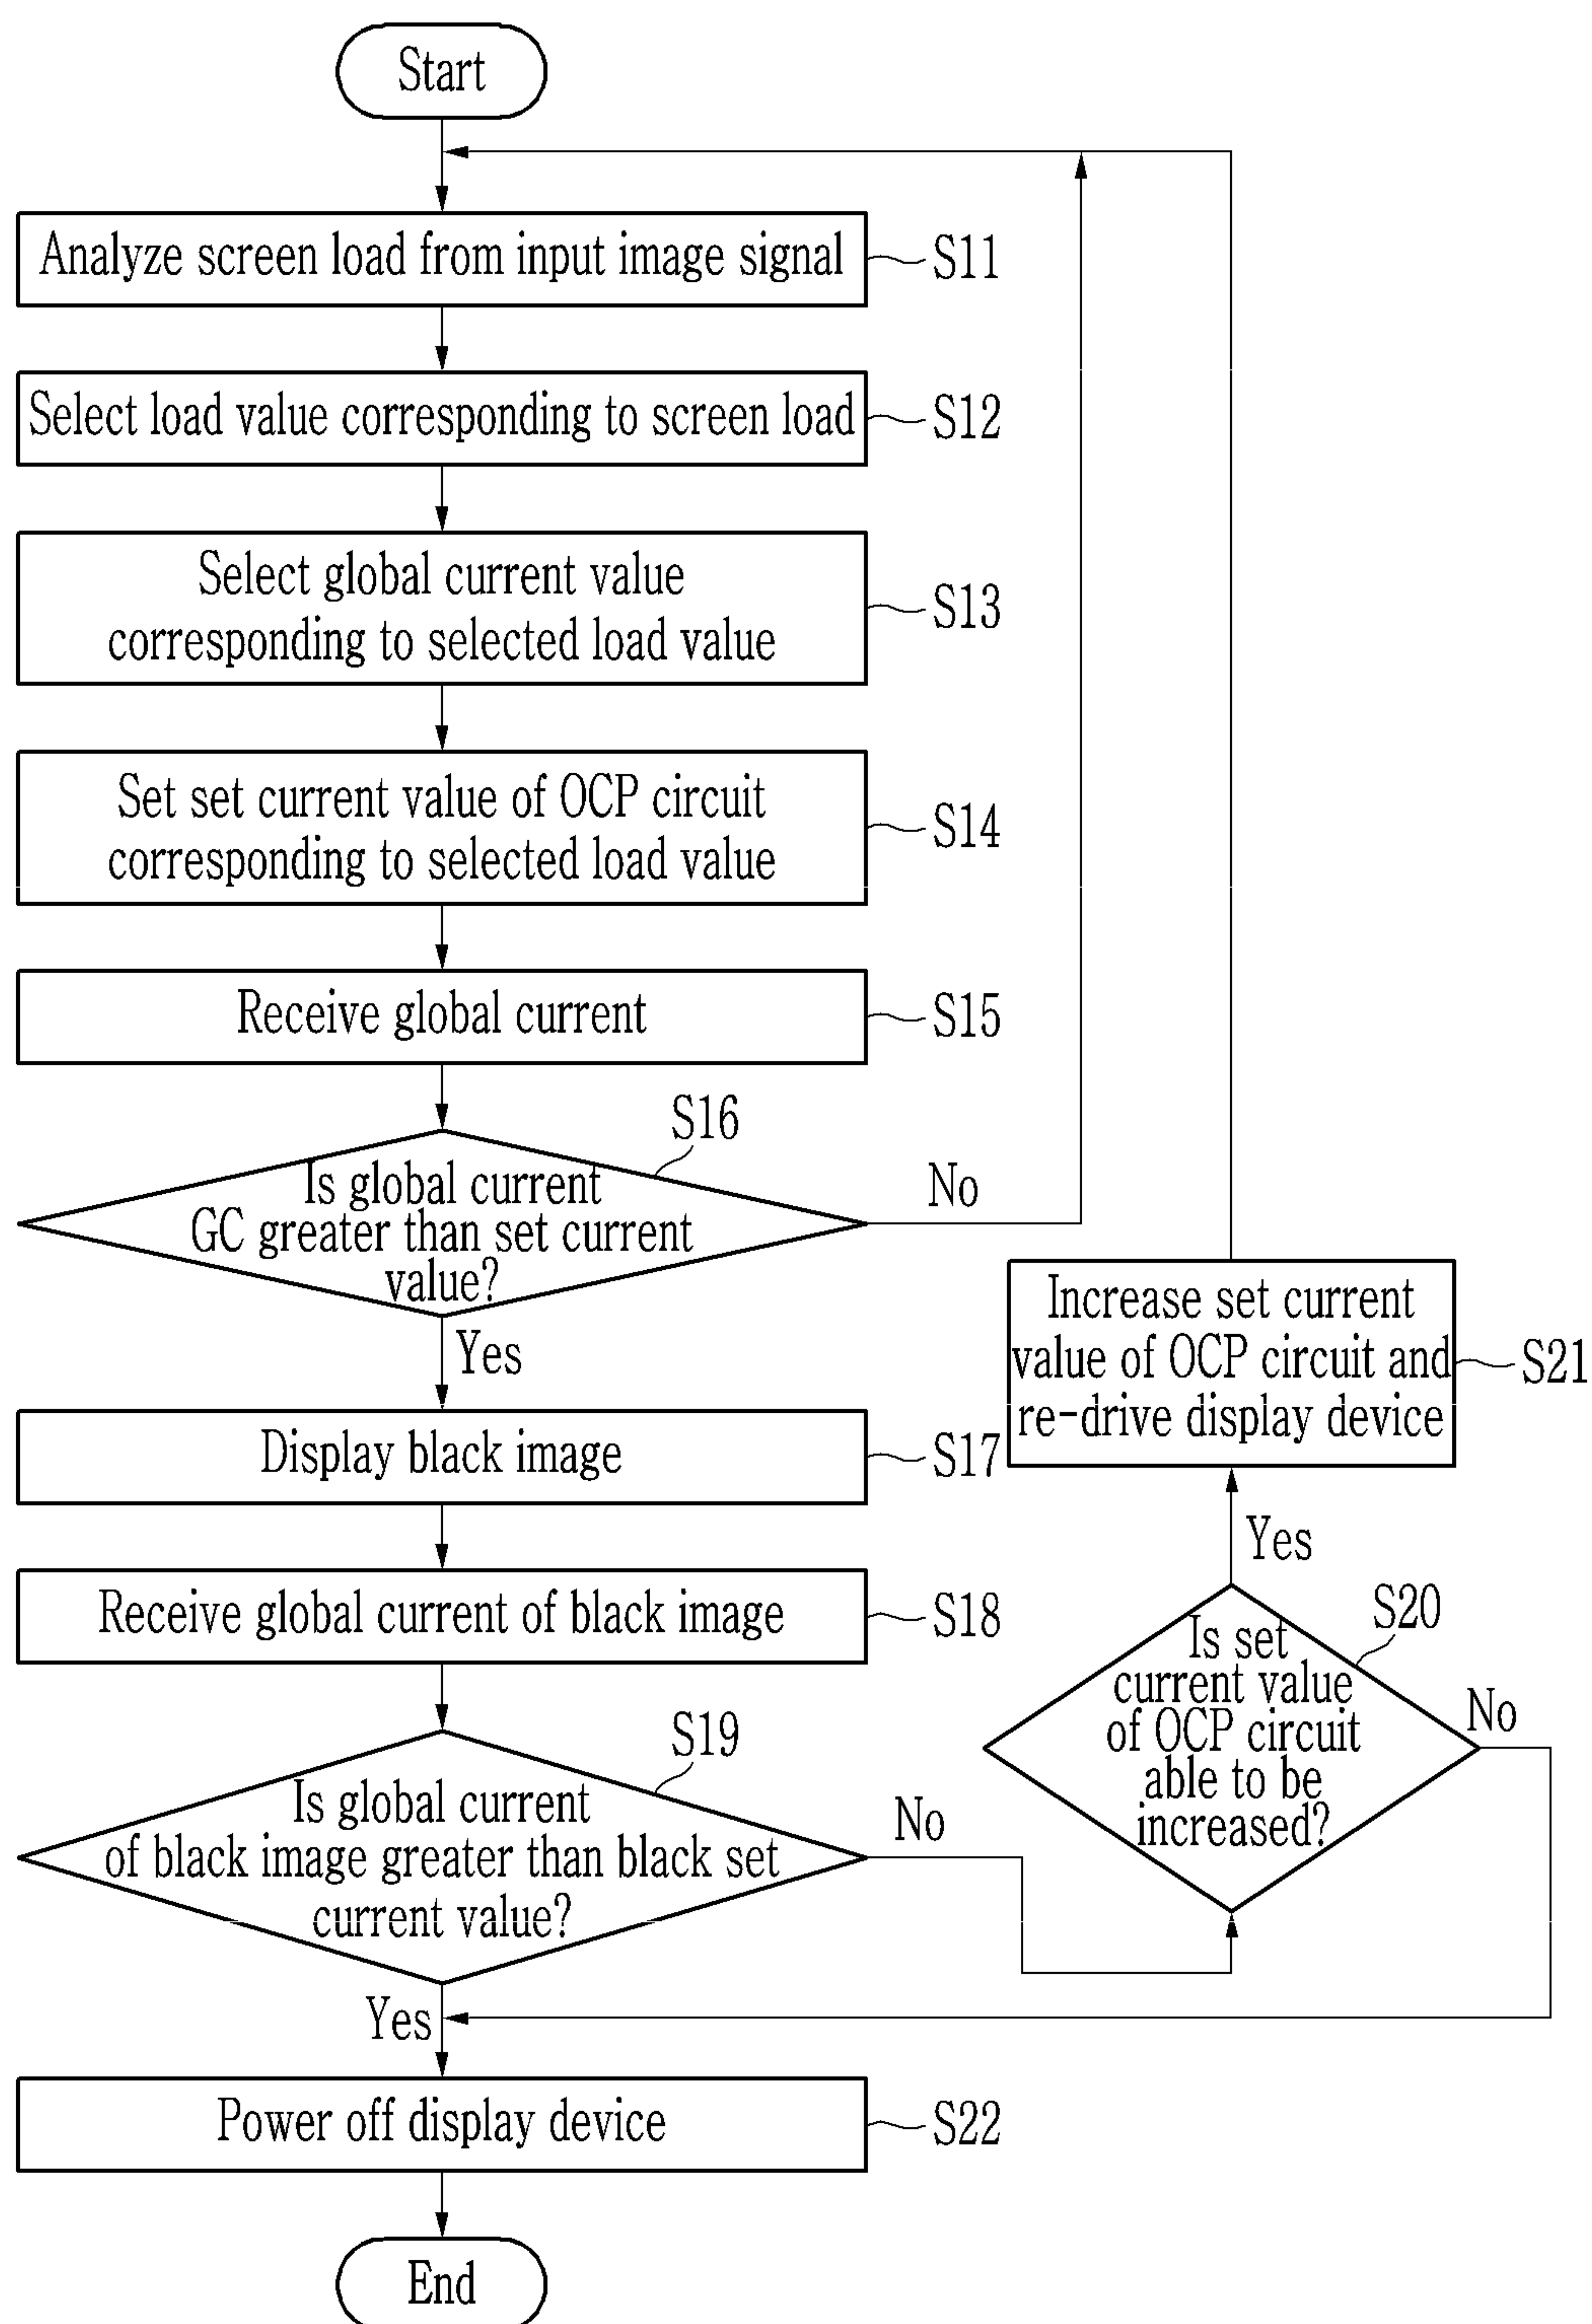 Start
Analyze screen load from input image signal
S11
Select load value corresponding to screen load
S12
Select global current value
corresponding to selected load value
S13
Set set current value of OCP circuit
corresponding to selected load value
S14
Receive global current
S15
S16
Is global current
GC greater than set current
value?
No
Yes
Increase set current
value of OCP circuit and
re-drive display device
S21
Display black image
S17
Yes
Receive global current of black image
S18
S20
Is set
current value
of OCP circuit
able to be
increased?
No
S19
Is global current
of black image greater than black set
current value?
No
Yes
Power off display device
S22
End